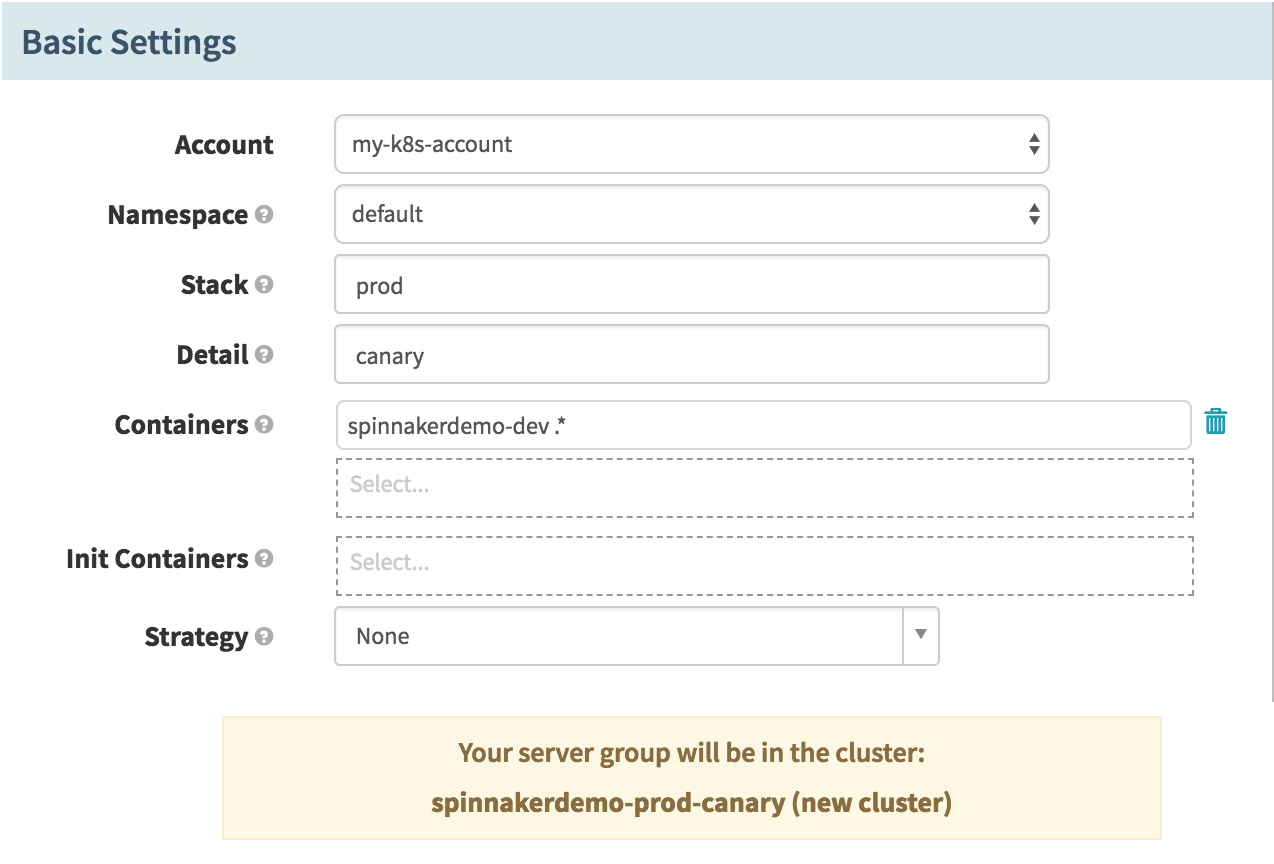 Basic Settings
Account my-k8s-account
Namespace ? default
Stack ? prod
Detail ? canary
Containers ? spinnakerdemo-dev .*
Select...
Init Containers ? Select...
Strategy ? None
Your server group will be in the cluster:
spinnakerdemo-prod-canary (new cluster)